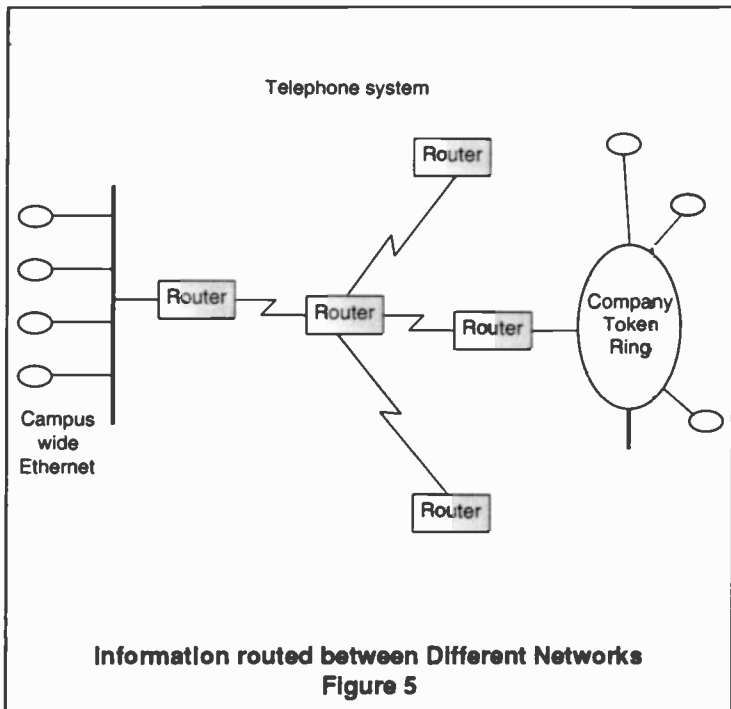 Telephone system
Router
Router
Router
Router
Router
Company
Token
Ring
Campus
wide
Ethernet
Information routed between Different Networks
Figure 5